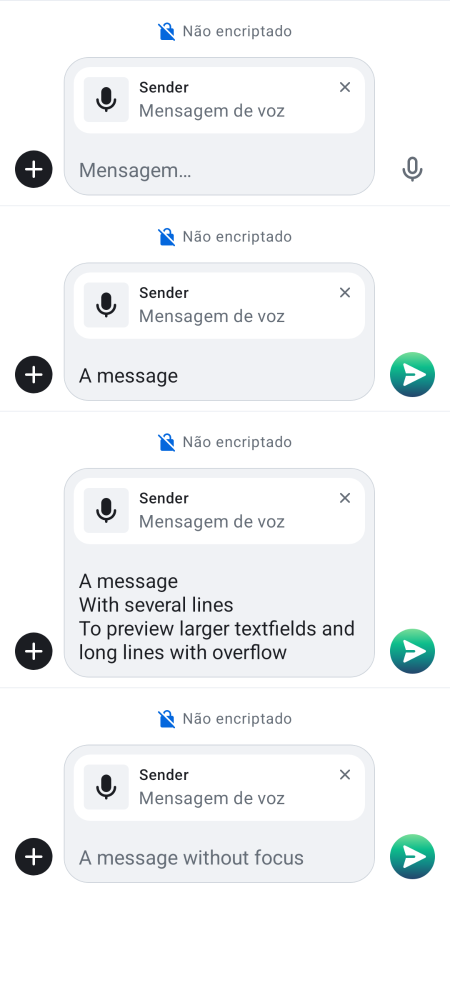 Não encriptado
Sender
Mensagem de voz
Mensagem…
Não encriptado
Sender
Mensagem de voz
A message
Não encriptado
Sender
Mensagem de voz
A message
With several lines
To preview larger textfields and
long lines with overflow
Não encriptado
Sender
Mensagem de voz
A message without focus